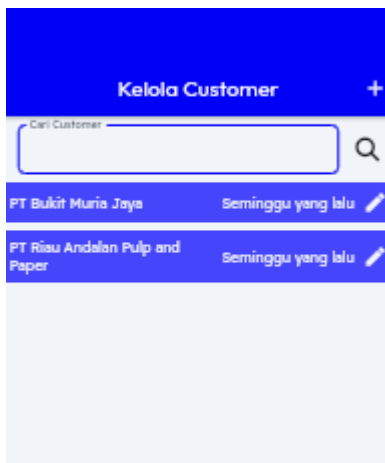 Kelola Customer +
Cari Customer
PT Bukit Muria Jaya Seminggu yang lalu
PT Riau Andalan Pulp and
Paper
Seminggu yang lalu